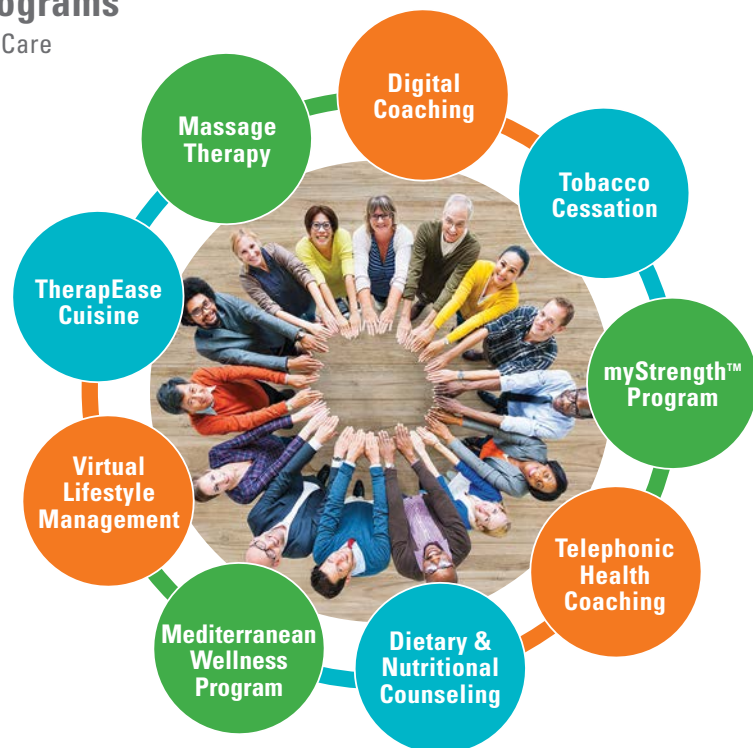 Care
Digital
Coaching
Tobacco
Cessation
myStrength™
Program
Telephonic
Health
Coaching
Dietary &
Nutritional
Counseling
Mediterranean
Wellness
Program
Virtual
Lifestyle
Management
TherapEase
Cuisine
Massage
Therapy